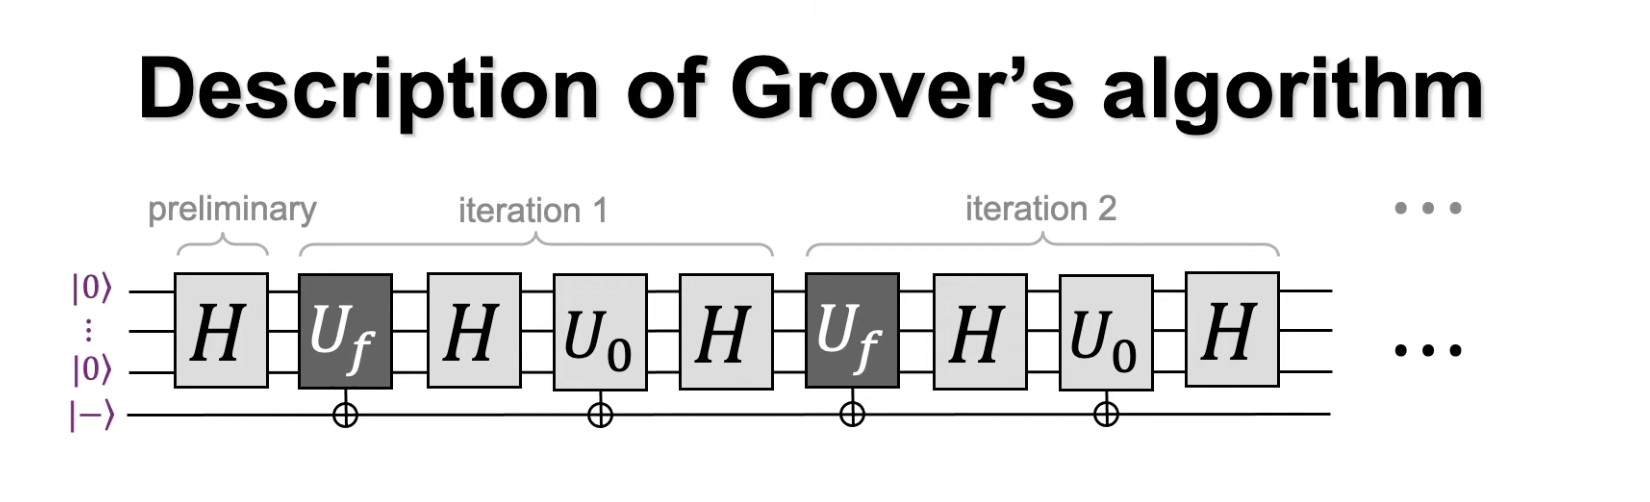 Description of Grover’s algorithm
preliminary iteration 1 iteration 2 •••
|0⟩
⋮
|0⟩
|−⟩
H U_f H U_0 H U_f H U_0 H •••